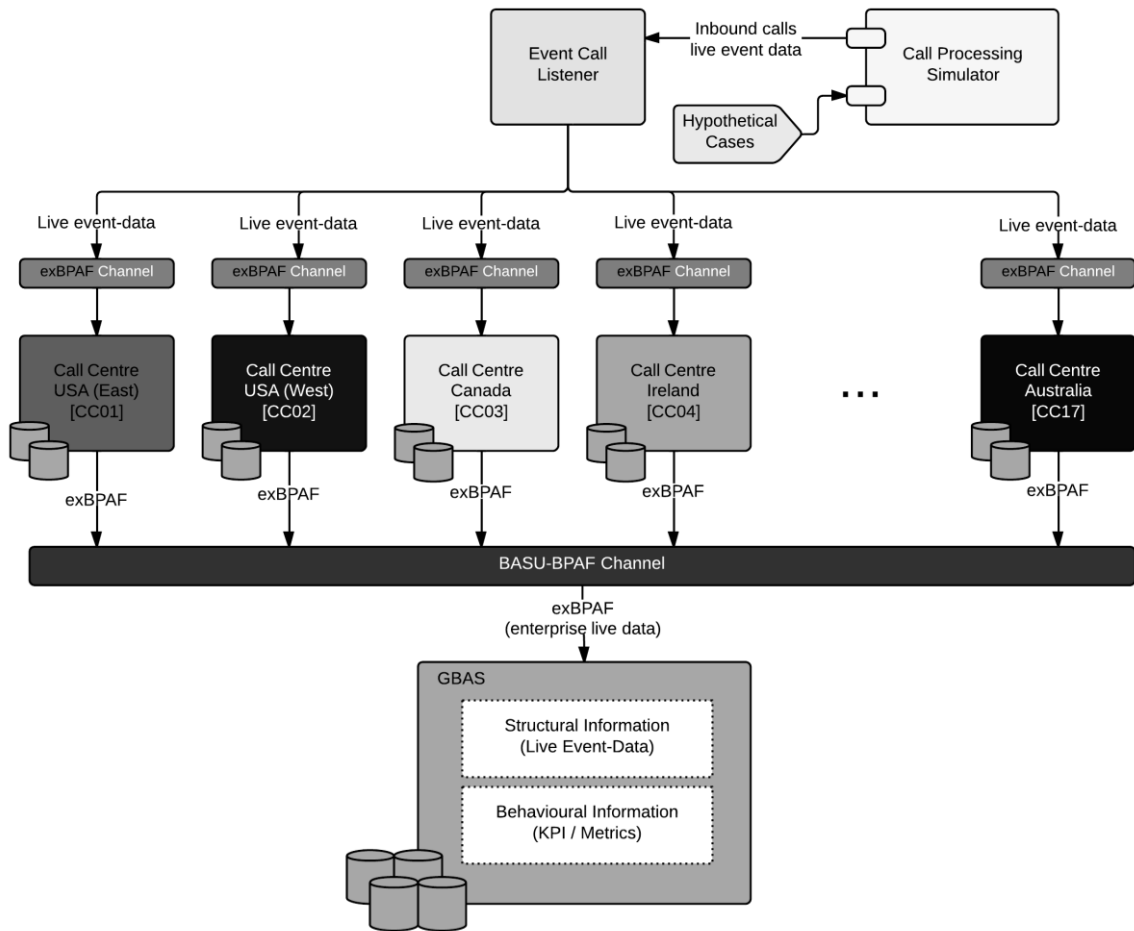 Event Call
Listener
Inbound calls
live event data
Call Processing
Simulator
Hypothetical
Cases
Live event-data
Live event-data
Live event-data
Live event-data
Live event-data
exBPAF Channel
exBPAF Channel
exBPAF Channel
exBPAF Channel
exBPAF Channel
Call Centre
USA (East)
[CC01]
Call Centre
USA (West)
[CC02]
Call Centre
Canada
[CC03]
Call Centre
Ireland
[CC04]
...
Call Centre
Australia
[CC17]
exBPAF
exBPAF
exBPAF
exBPAF
exBPAF
BASU-BPAF Channel
exBPAF
(enterprise live data)
GBAS
Structural Information
(Live Event-Data)
Behavioural Information
(KPI / Metrics)